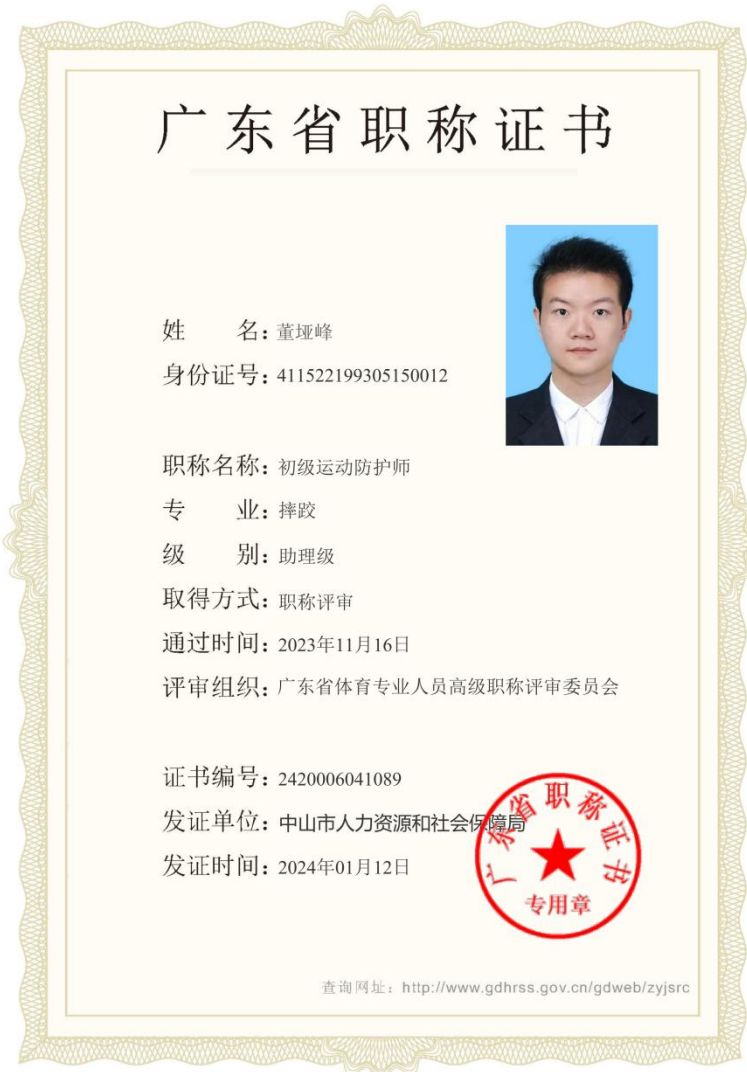 广东省职称证书
姓名：董垭峰
身份证号：411522199305150012
职称名称：初级运动防护师
专业：摔跤
级别：助理级
取得方式：职称评审
通过时间：2023年11月16日
评审组织：广东省体育专业人员高级职称评审委员会
证书编号：2420006041089
发证单位：中山市人力资源和社会保障局
发证时间：2024年01月12日
广东省职称证书
专用章
查询网址：http://www.gdhrss.gov.cn/gdweb/zyjsrc